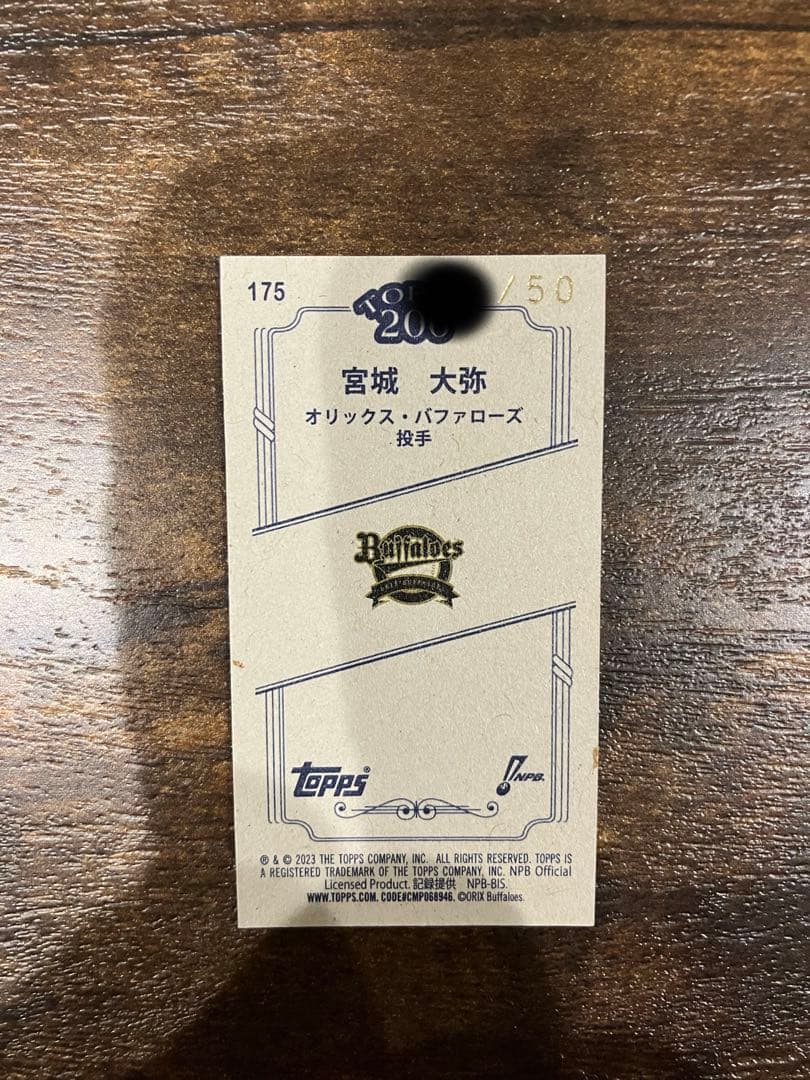 175
/50
200
宮城 大弥
オリックス・バファローズ
投手
Buffaloes
topps®
NPB.
® & © 2023 THE TOPPS COMPANY, INC. ALL RIGHTS RESERVED. TOPPS IS
A REGISTERED TRADEMARK OF THE TOPPS COMPANY, INC. NPB Official
Licensed Product. 記録提供 NPB-BIS.
WWW.TOPPS.COM. CODE#CMP068946. ©ORIX Buffaloes.